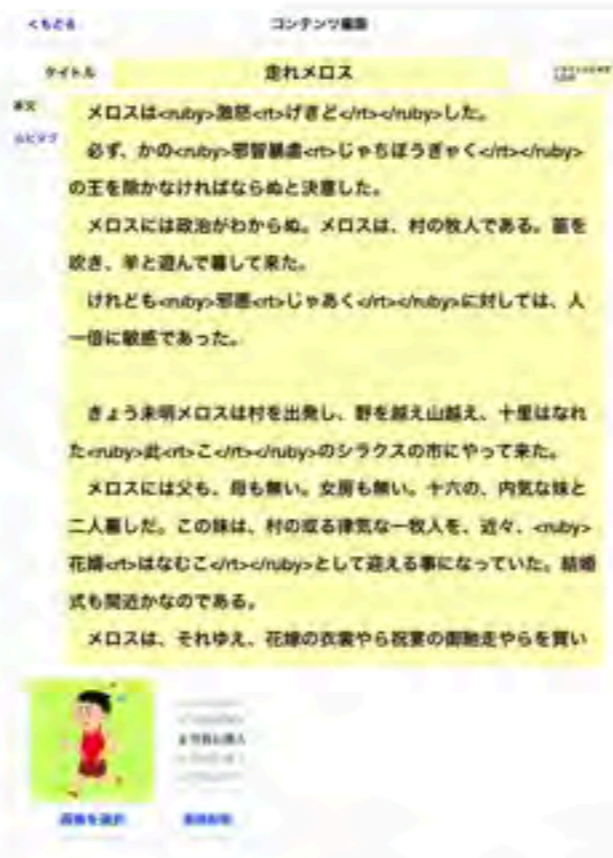 <もどる
コンテンツ編集
タイトル
走れメロス
本文
ルビタグ
メロスは<ruby>激怒<rt>げきど</rt></ruby>した。
必ず、かの<ruby>邪智暴虐<rt>じゃちぼうぎゃく</rt></ruby>
の王を除かなければならぬと決意した。
メロスには政治がわからぬ。メロスは、村の牧人である。笛を
吹き、羊と遊んで暮して来た。
けれども<ruby>邪悪<rt>じゃあく</rt></ruby>に対しては、人
一倍に敏感であった。
きょう未明メロスは村を出発し、野を越え山越え、十里はなれ
た<ruby>此<rt>こ</rt></ruby>のシラクスの市にやって来た。
メロスには父も、母も無い。女房も無い。十六の、内気な妹と
二人暮しだ。この妹は、村の或る律気な一牧人を、近々、<ruby>
花婿<rt>はなむこ</rt></ruby>として迎える事になっていた。結婚
式も間近かなのである。
メロスは、それゆえ、花嫁の衣裳やら祝宴の御馳走やらを買い
画像を選択
画像削除